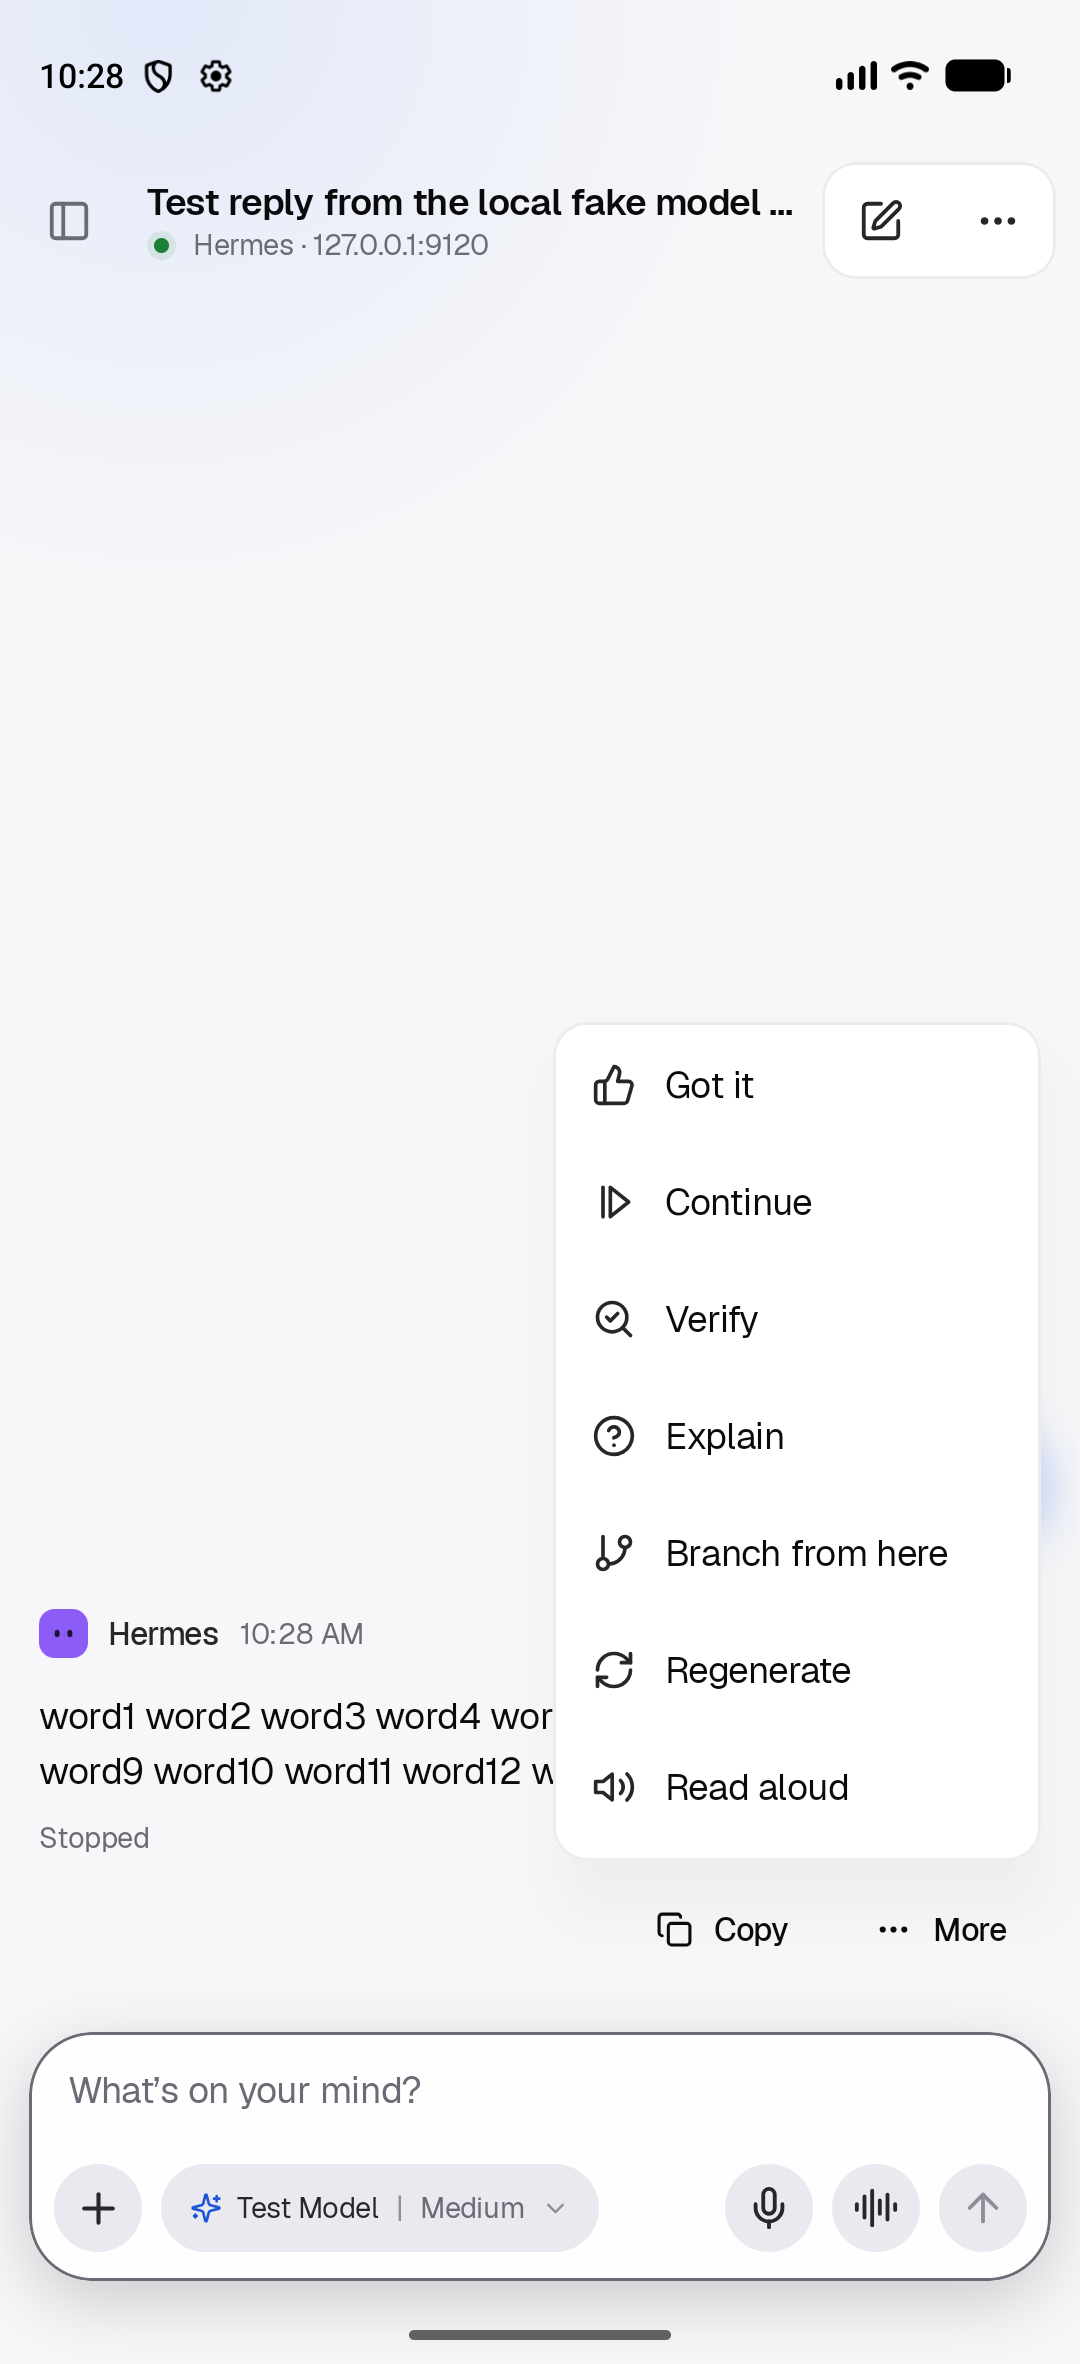 10:28
Test reply from the local fake model ...
Hermes · 127.0.0.1:9120
Got it
Continue
Verify
Explain
Branch from here
Regenerate
Read aloud
Hermes 10:28 AM
word1 word2 word3 word4
word9 word10 word11 word12
Stopped
Copy
More
What's on your mind?
Test Model | Medium